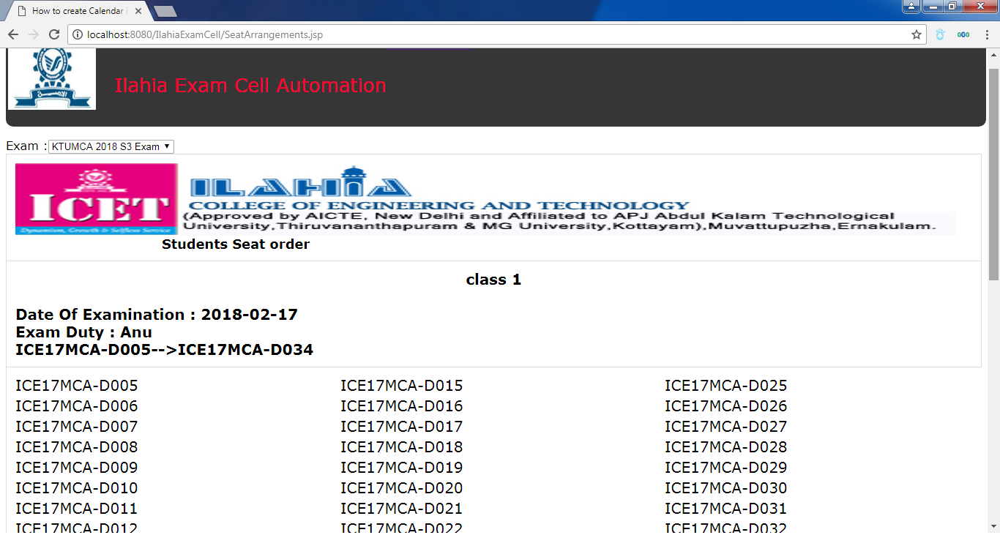 How to create Calendar i
localhost:8080/IlahiaExamCell/SeatArrangements.jsp
Ilahia Exam Cell Automation
Exam : KTUMCA 2018 S3 Exam
ICET
Dynamism, Growth & Selfless Service
ILAHIA
COLLEGE OF ENGINEERING AND TECHNOLOGY
(Approved by AICTE, New Delhi and Affiliated to APJ Abdul Kalam Technological
University,Thiruvananthapuram & MG University,Kottayam),Muvattupuzha,Ernakulam.
Students Seat order
class 1
Date Of Examination : 2018-02-17
Exam Duty : Anu
ICE17MCA-D005-->ICE17MCA-D034
ICE17MCA-D005 ICE17MCA-D015 ICE17MCA-D025
ICE17MCA-D006 ICE17MCA-D016 ICE17MCA-D026
ICE17MCA-D007 ICE17MCA-D017 ICE17MCA-D027
ICE17MCA-D008 ICE17MCA-D018 ICE17MCA-D028
ICE17MCA-D009 ICE17MCA-D019 ICE17MCA-D029
ICE17MCA-D010 ICE17MCA-D020 ICE17MCA-D030
ICE17MCA-D011 ICE17MCA-D021 ICE17MCA-D031
ICE17MCA-D012 ICE17MCA-D022 ICE17MCA-D032